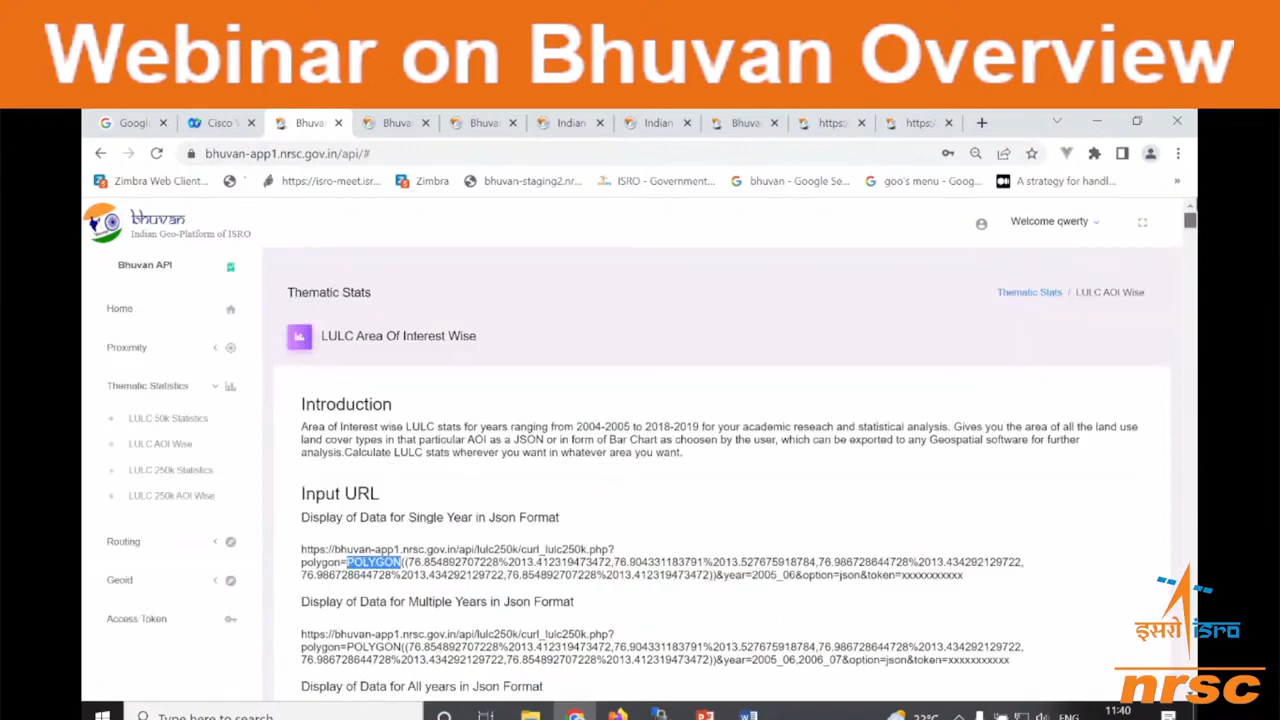 Webinar on Bhuvan Overview
Googl Cisco Bhuva Bhuva Bhuva Indian Indian Bhuva https: https:
bhuvan-app1.nrsc.gov.in/api/#
Zimbra Web Client... https://isro-meet.isr... Zimbra bhuvan-staging2.nr... ISRO - Government... bhuvan - Google Se... goo's menu - Goog... A strategy for handl... »
bhuvan
Indian Geo-Platform of ISRO
Welcome qwerty
Bhuvan API
Home
Proximity
Thematic Statistics
LULC 50k Statistics
LULC AOI Wise
LULC 250k Statistics
LULC 250k AOI Wise
Routing
Geoid
Access Token
Thematic Stats
Thematic Stats / LULC AOI Wise
LULC Area Of Interest Wise
Introduction
Area of Interest wise LULC stats for years ranging from 2004-2005 to 2018-2019 for your academic reseach and statistical analysis. Gives you the area of all the land use
land cover types in that particular AOI as a JSON or in form of Bar Chart as choosen by the user, which can be exported to any Geospatial software for further
analysis.Calculate LULC stats wherever you want in whatever area you want.
Input URL
Display of Data for Single Year in Json Format
https://bhuvan-app1.nrsc.gov.in/api/lulc250k/curl_lulc250k.php?
polygon=POLYGON((76.854892707228%2013.412319473472,76.904331183791%2013.527675918784,76.986728644728%2013.434292129722,
76.986728644728%2013.434292129722,76.854892707228%2013.412319473472))&year=2005_06&option=json&token=xxxxxxxxxxx
Display of Data for Multiple Years in Json Format
https://bhuvan-app1.nrsc.gov.in/api/lulc250k/curl_lulc250k.php?
polygon=POLYGON((76.854892707228%2013.412319473472,76.904331183791%2013.527675918784,76.986728644728%2013.434292129722,
76.986728644728%2013.434292129722,76.854892707228%2013.412319473472))&year=2005_06,2006_07&option=json&token=xxxxxxxxxxx
Display of Data for All years in Json Format
इसरो isro
nrsc
Type here to search
22°C
ENG
11:40